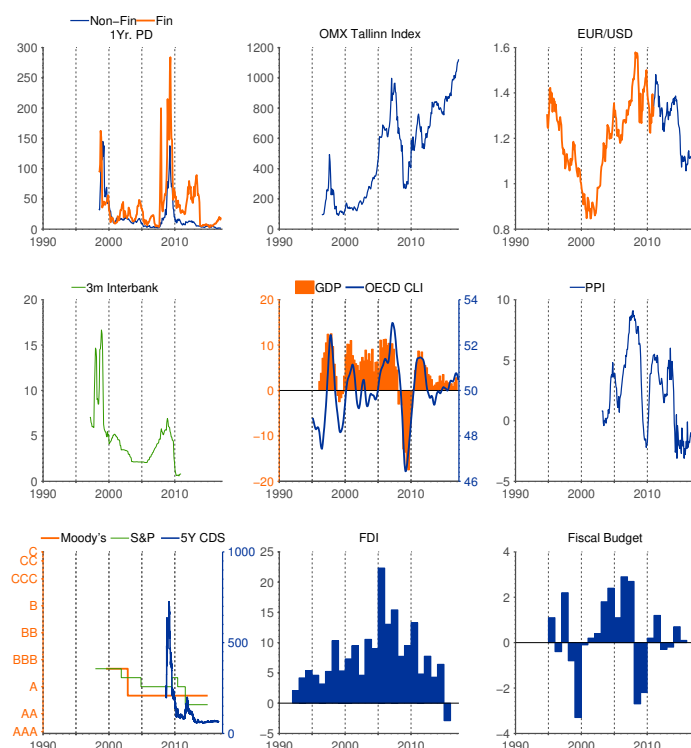 Non-Fin Fin
1Yr. PD
300
250
200
150
100
50
0
1990 2000 2010
OMX Tallinn Index
1200
1000
800
600
400
200
0
1990 2000 2010
EUR/USD
1.6
1.4
1.2
1
0.8
1990 2000 2010
3m Interbank
20
15
10
5
0
1990 2000 2010
GDP OECD CLI
20 54
10 52
0 50
−10 48
−20 46
1990 2000 2010
PPI
10
5
0
−5
1990 2000 2010
Moody's S&P 5Y CDS
C 1000
CC
CCC
B
BB 500
BBB
A
AA
AAA 0
1990 2000 2010
FDI
25
20
15
10
5
0
−5
1990 2000 2010
Fiscal Budget
4
2
0
−2
−4
1990 2000 2010